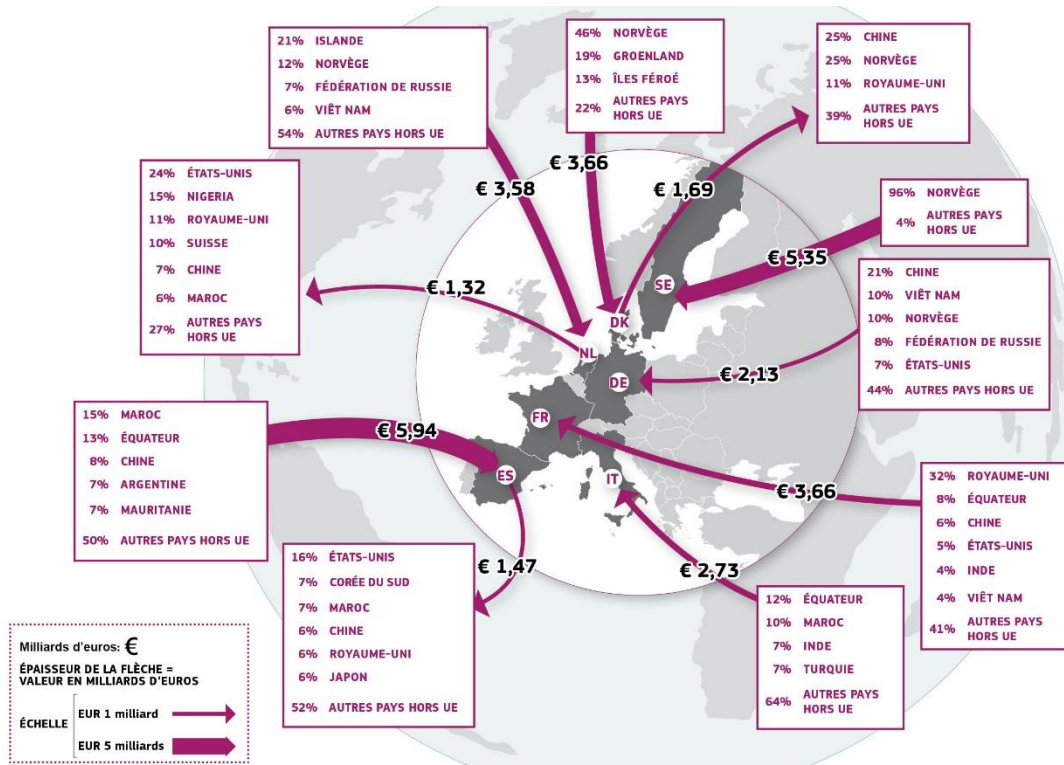 21% ISLANDE
12% NORVÈGE
7% FÉDÉRATION DE RUSSIE
6% VIÊT NAM
54% AUTRES PAYS HORS UE
46% NORVÈGE
19% GROENLAND
13% ÎLES FÉROÉ
22% AUTRES PAYS
HORS UE
25% CHINE
25% NORVÈGE
11% ROYAUME-UNI
39% AUTRES PAYS
HORS UE
24% ÉTATS-UNIS
15% NIGERIA
11% ROYAUME-UNI
10% SUISSE
7% CHINE
6% MAROC
27% AUTRES PAYS
HORS UE
€ 3,58
€ 3,66
€ 1,69
96% NORVÈGE
4% AUTRES PAYS
HORS UE
€ 5,35
€ 1,32
SE
DK
NL
DE
€ 2,13
21% CHINE
10% VIÊT NAM
10% NORVÈGE
8% FÉDÉRATION DE RUSSIE
7% ÉTATS-UNIS
44% AUTRES PAYS HORS UE
15% MAROC
13% ÉQUATEUR
8% CHINE
7% ARGENTINE
7% MAURITANIE
50% AUTRES PAYS HORS UE
€ 5,94
FR
ES
IT
€ 3,66
32% ROYAUME-UNI
8% ÉQUATEUR
6% CHINE
5% ÉTATS-UNIS
4% INDE
4% VIÊT NAM
41% AUTRES PAYS
HORS UE
€ 1,47
€ 2,73
16% ÉTATS-UNIS
7% CORÉE DU SUD
7% MAROC
6% CHINE
6% ROYAUME-UNI
6% JAPON
52% AUTRES PAYS HORS UE
12% ÉQUATEUR
10% MAROC
7% INDE
7% TURQUIE
64% AUTRES PAYS
HORS UE
Milliards d'euros: €
ÉPAISSEUR DE LA FLÈCHE =
VALEUR EN MILLIARDS D'EUROS
ÉCHELLE
EUR 1 milliard
EUR 5 milliards